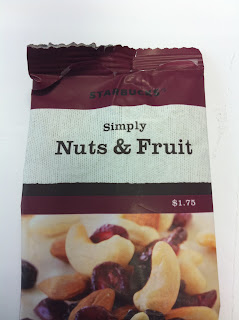 STARBUCKS
Simply
Nuts & Fruit
$1.75